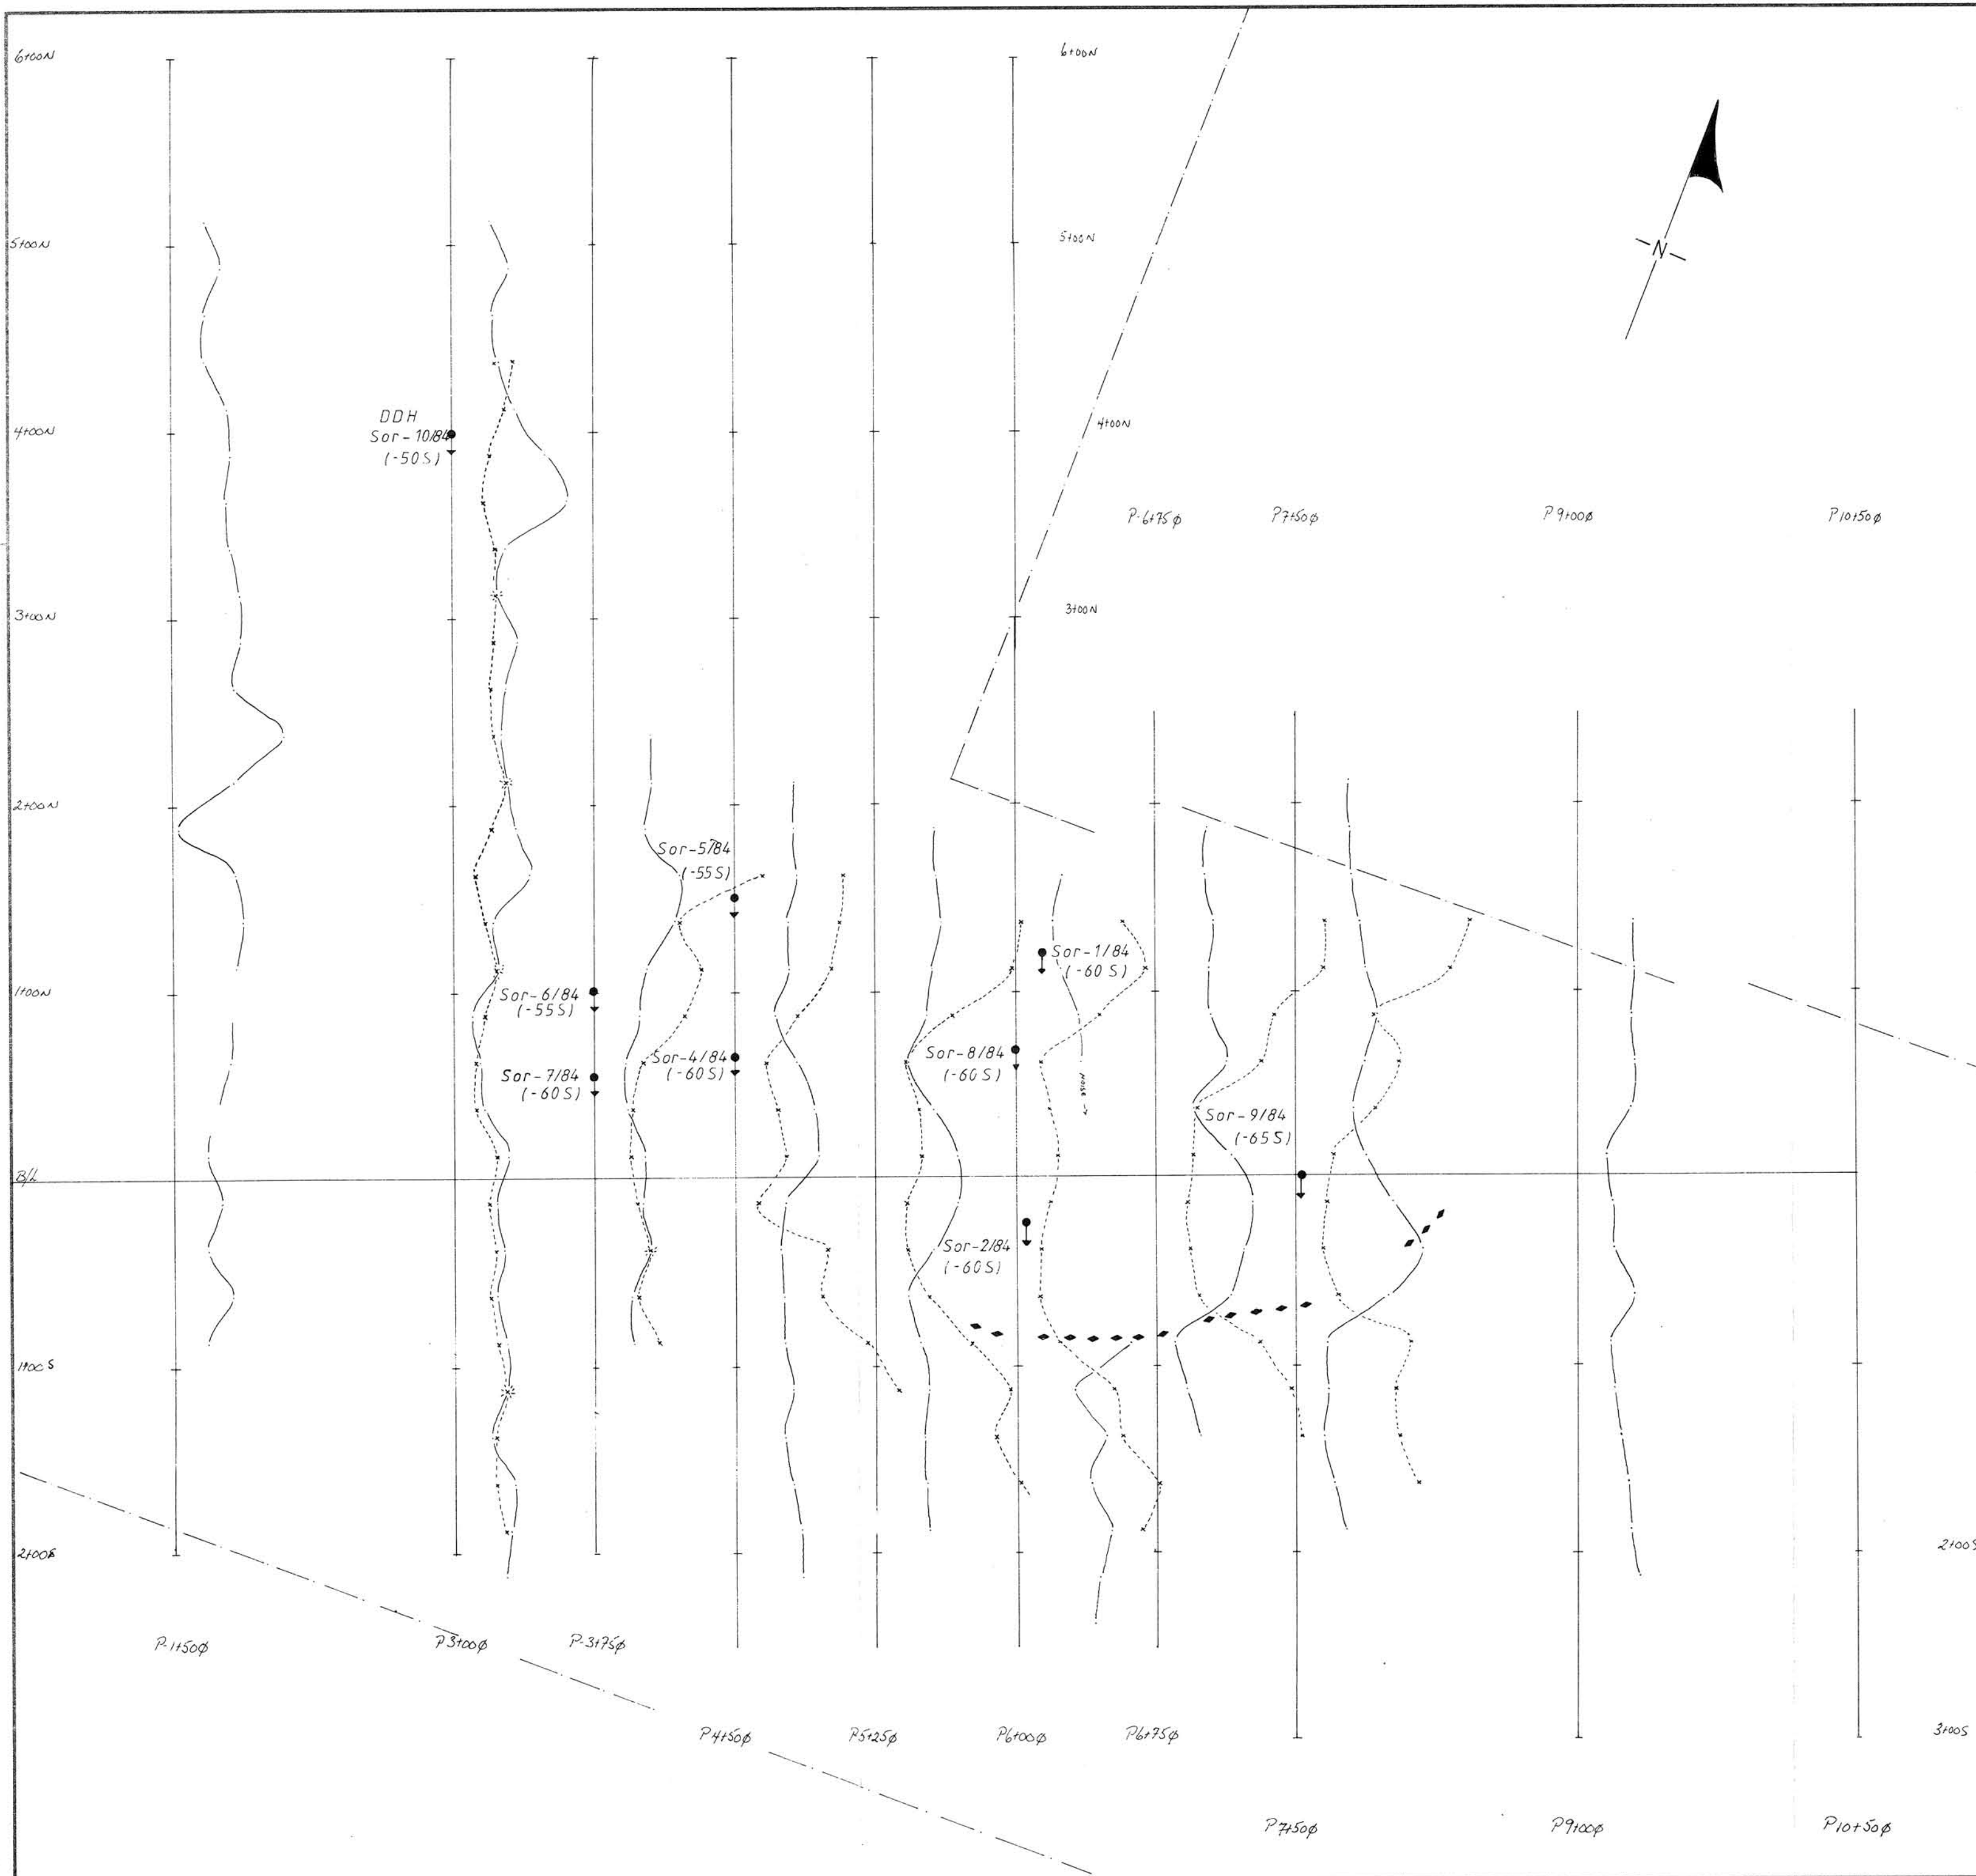 6+00N
6+00N
N
5+00N
5+00N
DDH
Sor-10/84
(-50S)
4+00N
4+00N
P-6+75ϕ
P7+50ϕ
P9+00ϕ
P10+50ϕ
3+00N
3+00N
2+00N
Sor-5/84
(-55S)
Sor-1/84
(-60S)
1+00N
Sor-6/84
(-55S)
Sor-4/84
(-60S)
Sor-8/84
(-60S)
Sor-7/84
(-60S)
NOISE
Sor-9/84
(-65S)
B/L
Sor-2/84
(-60S)
1+00S
2+00S
2+00S
P-1+50ϕ
P3+00ϕ
P-3+75ϕ
P4+50ϕ
P5+25ϕ
P6+00ϕ
P6+75ϕ
3+00S
P7+50ϕ
P9+00ϕ
P10+50ϕ